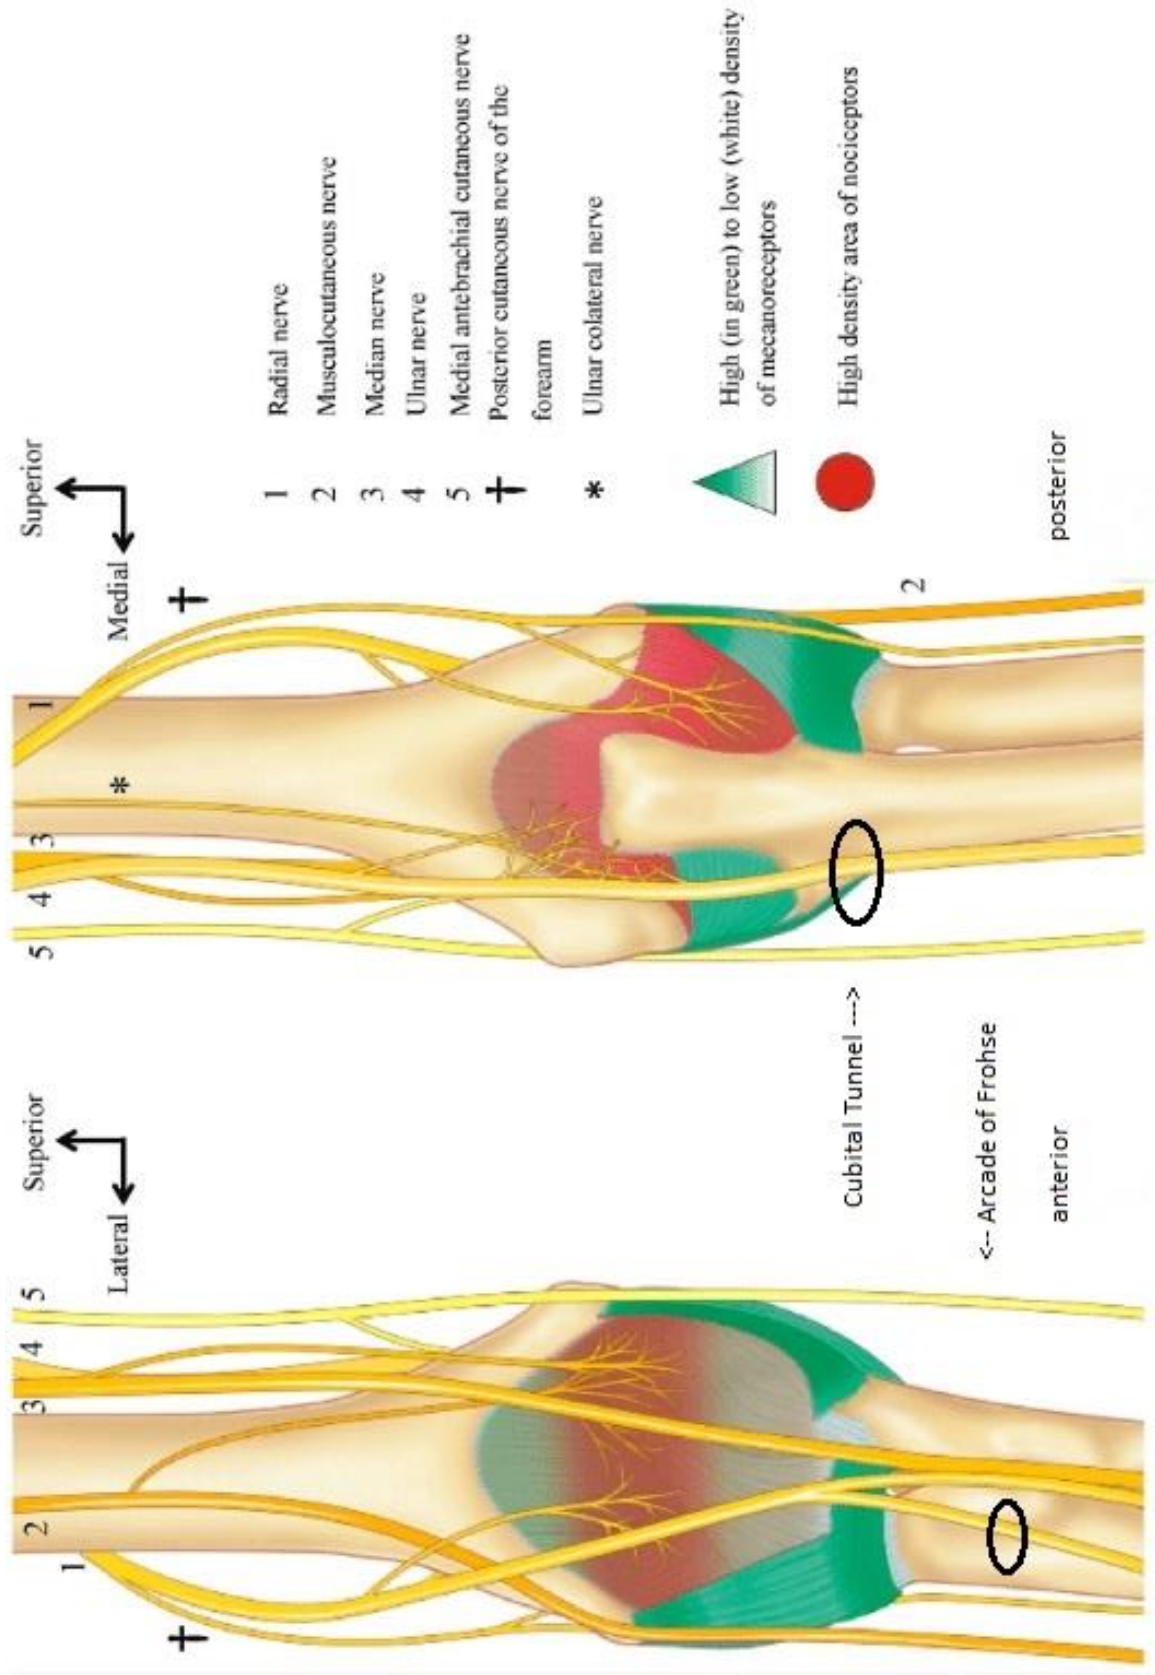 Superior
Lateral
†
1
2
3
4
5
Cubital Tunnel --->
<-- Arcade of Frohse
anterior
Superior
Medial
5
4
3
*
1
†
2
1 Radial nerve
2 Musculocutaneous nerve
3 Median nerve
4 Ulnar nerve
5 Medial antebrachial cutaneous nerve
† Posterior cutaneous nerve of the
forearm
* Ulnar colateral nerve
High (in green) to low (white) density
of mecanoreceptors
High density area of nociceptors
posterior